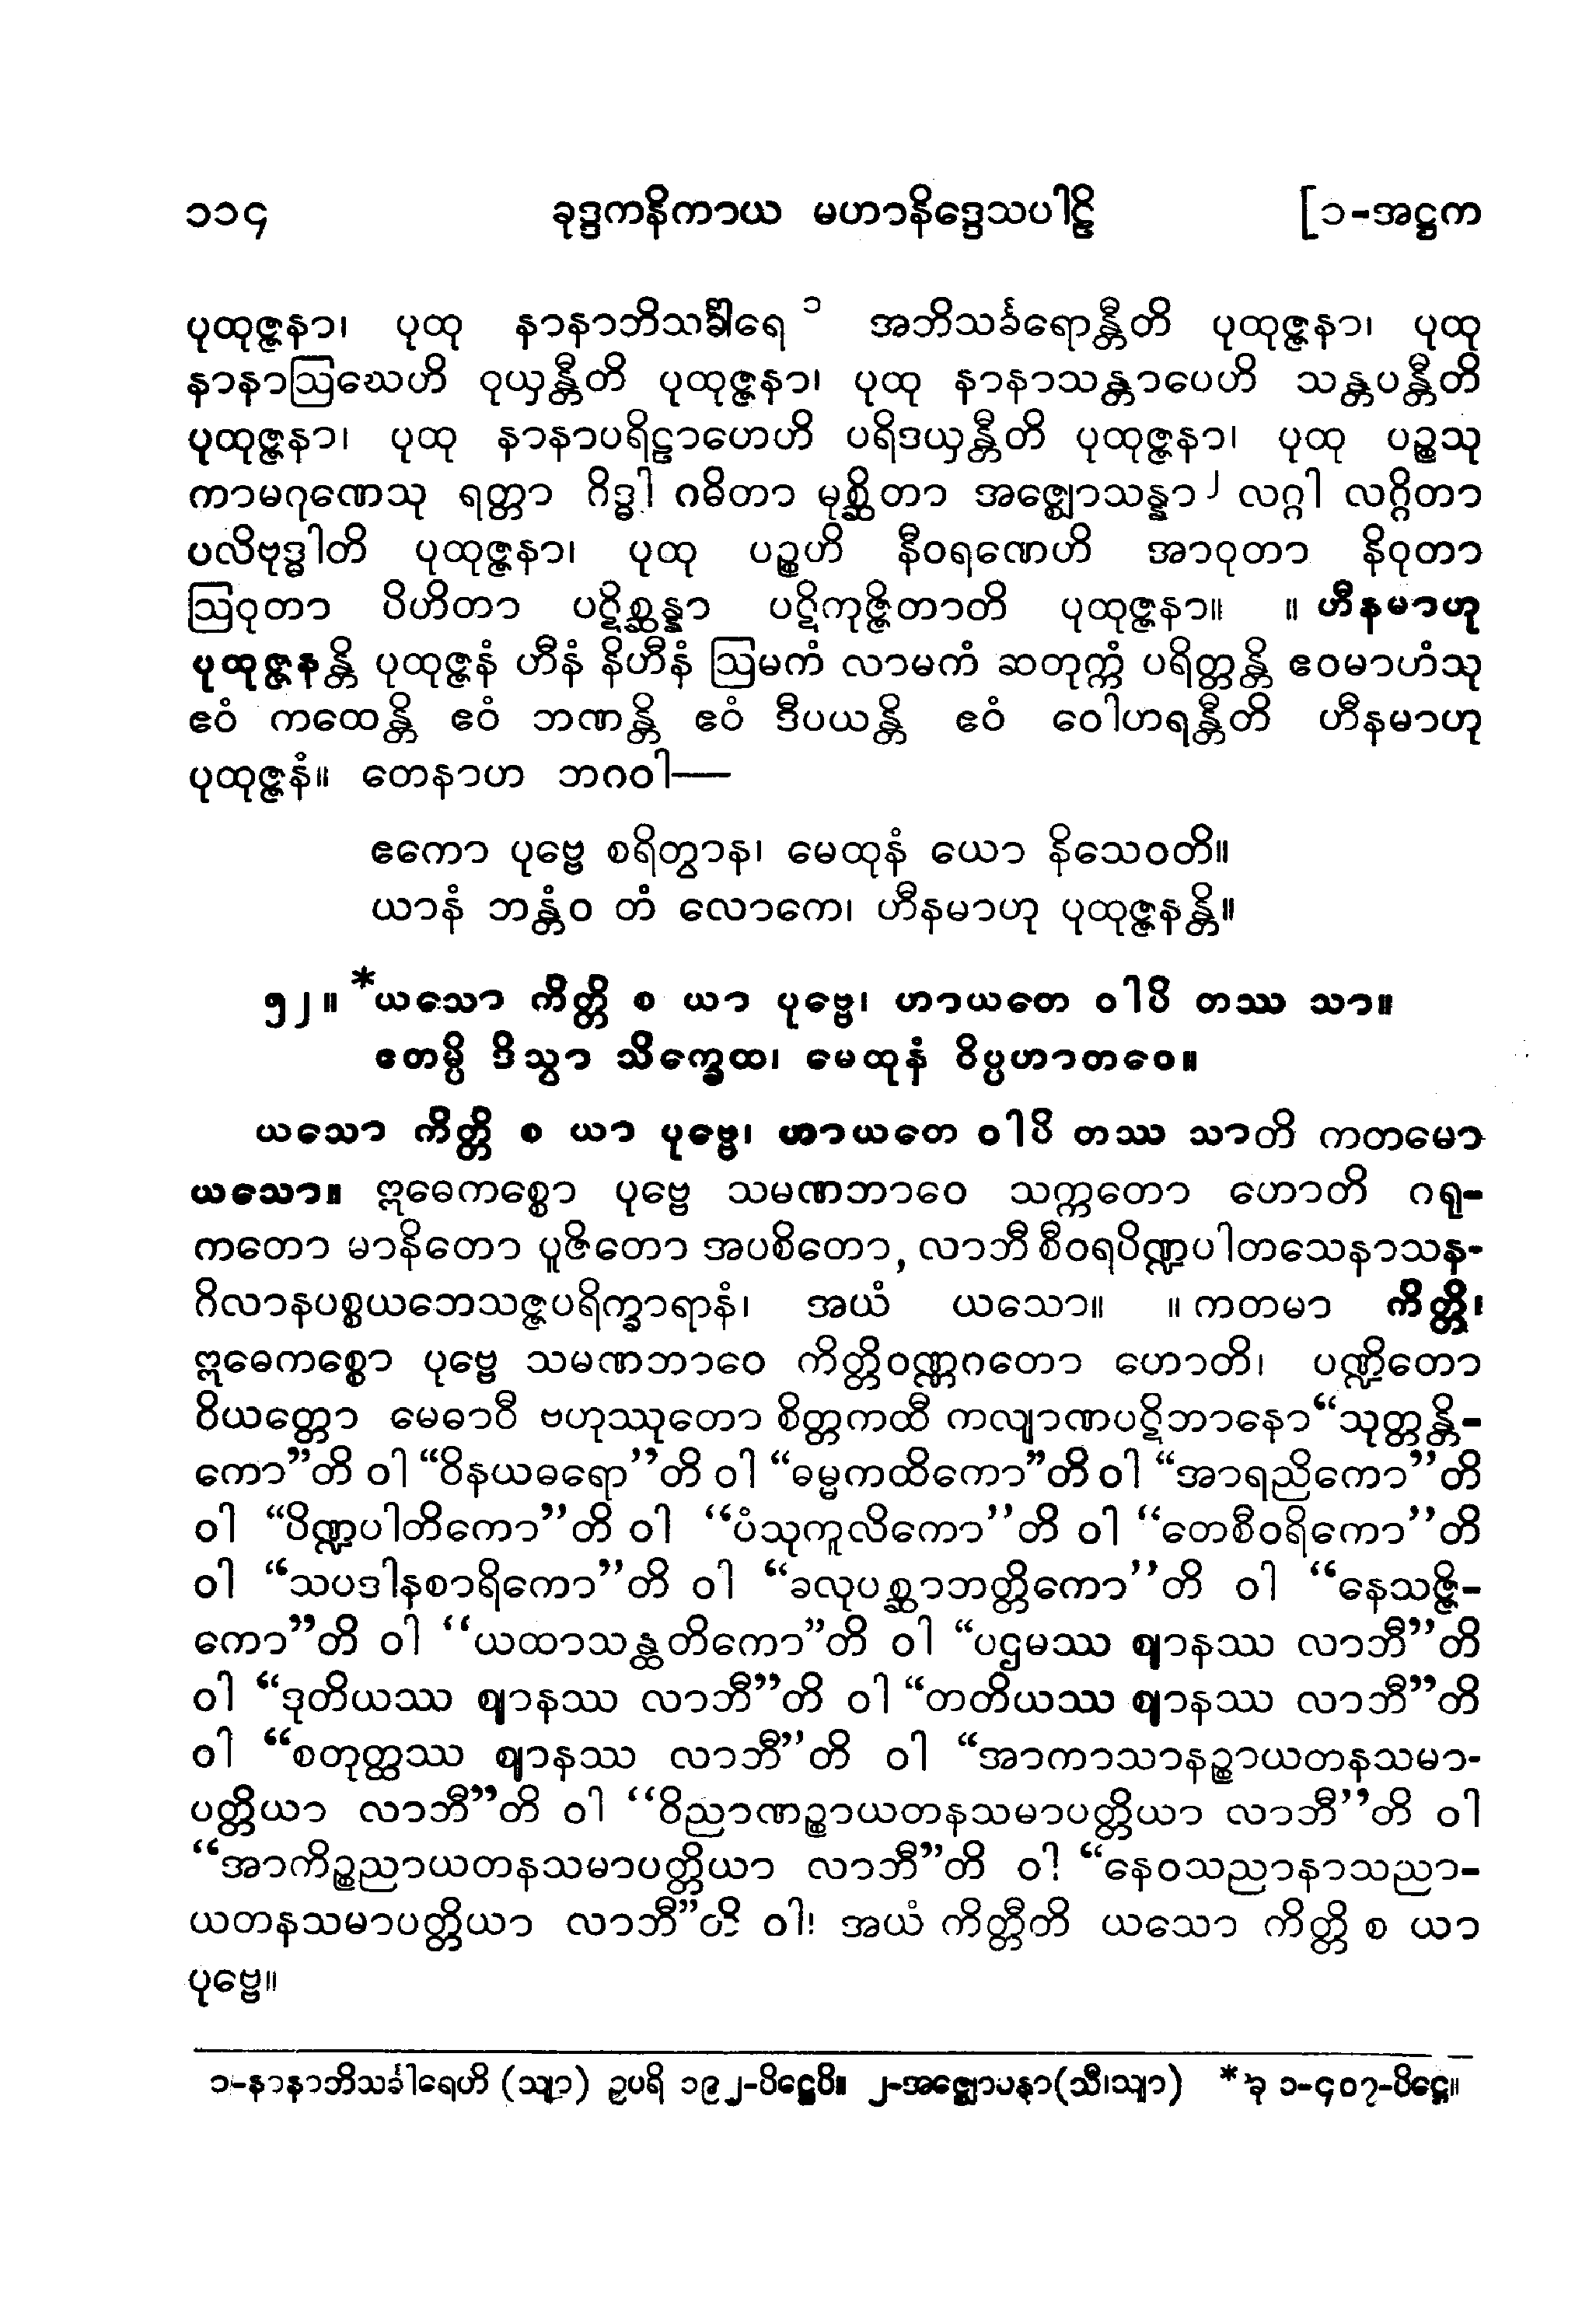 ၁၁၄ ခုဒ္ဒကနိကာယ မဟာနိဒ္ဒေသပါဠိ [၁-အဋ္ဌက
ပုထုဇ္ဇနာ၊ ပုထု နာနာဘိသင်္ခါရေ ၁ အဘိသင်္ခရောန္တီတိ ပုထုဇ္ဇနာ၊ ပုထု
နာနာဩဃေဟိ ဝုယှန္တီတိ ပုထုဇ္ဇနာ၊ ပုထု နာနာသန္တာပေဟိ သန္တပန္တီတိ
ပုထုဇ္ဇနာ၊ ပုထု နာနာပရိဠာဟေဟိ ပရိဒယှန္တီတိ ပုထုဇ္ဇနာ၊ ပုထု ပဉ္စသု
ကာမဂုဏေသု ရတ္တာ ဂိဒ္ဓါ ဂဓိတာ မုစ္ဆိတာ အဇ္ဈောသန္နာ ၂ လဂ္ဂါ လဂ္ဂိတာ
ပလိဗုဒ္ဓါတိ ပုထုဇ္ဇနာ၊ ပုထု ပဉ္စဟိ နီဝရဏေဟိ အာဝုတာ နိဝုတာ
ဩဝုတာ ပိဟိတာ ပဋိစ္ဆန္နာ ပဋိကုဇ္ဇိတာတိ ပုထုဇ္ဇနာ။ ။ ဟီနမာဟု
ပုထုဇ္ဇနန္တိ ပုထုဇ္ဇနံ ဟီနံ နိဟီနံ ဩမကံ လာမကံ ဆတုက္ကံ ပရိတ္တန္တိ ဧဝမာဟံသု
ဧဝံ ကထေန္တိ ဧဝံ ဘဏန္တိ ဧဝံ ဒီပယန္တိ ဧဝံ ဝေါဟရန္တီတိ ဟီနမာဟု
ပုထုဇ္ဇနံ။ တေနာဟ ဘဂဝါ—
ဧကော ပုဗ္ဗေ စရိတွာန၊ မေထုနံ ယော နိသေဝတိ။
ယာနံ ဘန္တံဝ တံ လောကေ၊ ဟီနမာဟု ပုထုဇ္ဇနန္တိ။
၅၂။ *ယသော ကိတ္တိ စ ယာ ပုဗ္ဗေ၊ ဟာယတေ ဝါပိ တဿ သာ။
ဧတမ္ပိ ဒိသွာ သိက္ခေထ၊ မေထုနံ ဝိပ္ပဟာတဝေ။
ယသော ကိတ္တိ စ ယာ ပုဗ္ဗေ၊ ဟာယတေ ဝါပိ တဿ သာတိ ကတမော
ယသော။ ဣဓေကစ္စော ပုဗ္ဗေ သမဏဘာဝေ သက္ကတော ဟောတိ ဂရု-
ကတော မာနိတော ပူဇိတော အပစိတော, လာဘီ စီဝရပိဏ္ဍပါတသေနာသန-
ဂိလာနပစ္စယဘေသဇ္ဇပရိက္ခာရာနံ၊ အယံ ယသော။ ။ ကတမာ ကိတ္တိ၊
ဣဓေကစ္စော ပုဗ္ဗေ သမဏဘာဝေ ကိတ္တိဝဏ္ဏဂတော ဟောတိ၊ ပဏ္ဍိတော
ဝိယတ္တော မေဓာဝီ ဗဟုဿုတော စိတ္တကထီ ကလျာဏပဋိဘာနော “သုတ္တန္တိ-
ကော”တိ ဝါ “ဝိနယဓရော”တိ ဝါ “ဓမ္မကထိကော”တိ ဝါ “အာရညိကော”တိ
ဝါ “ပိဏ္ဍပါတိကော”တိ ဝါ “ပံသုကူလိကော”တိ ဝါ “တေစီဝရိကော”တိ
ဝါ “သပဒါနစာရိကော”တိ ဝါ “ခလုပစ္ဆာဘတ္တိကော”တိ ဝါ “နေသဇ္ဇိ-
ကော”တိ ဝါ “ယထာသန္ထတိကော”တိ ဝါ “ပဌမဿ ဈာနဿ လာဘီ”တိ
ဝါ “ဒုတိယဿ ဈာနဿ လာဘီ”တိ ဝါ “တတိယဿ ဈာနဿ လာဘီ”တိ
ဝါ “စတုတ္ထဿ ဈာနဿ လာဘီ”တိ ဝါ “အာကာသာနဉ္စာယတနသမာ-
ပတ္တိယာ လာဘီ”တိ ဝါ “ဝိညာဏဉ္စာယတနသမာပတ္တိယာ လာဘီ”တိ ဝါ
“အာကိဉ္စညာယတနသမာပတ္တိယာ လာဘီ”တိ ဝါ “နေဝသညာနာသညာ-
ယတနသမာပတ္တိယာ လာဘီ”တိ ဝါ၊ အယံ ကိတ္တီတိ ယသော ကိတ္တိ စ ယာ
ပုဗ္ဗေ။
၁-နာနာဘိသင်္ခါရေဟိ (သျာ) ဥပရိ ၁၉၂-ပိဋ္ဌေပိ။ ၂-အဇ္ဈောပန္နာ (သီ၊သျာ) *ခု ၁-၄၀၇-ပိဋ္ဌေ။